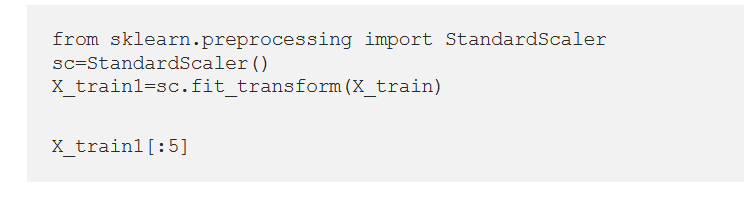 from sklearn.preprocessing import StandardScaler
sc=StandardScaler()
X_train1=sc.fit_transform(X_train)
X_train1[:5]